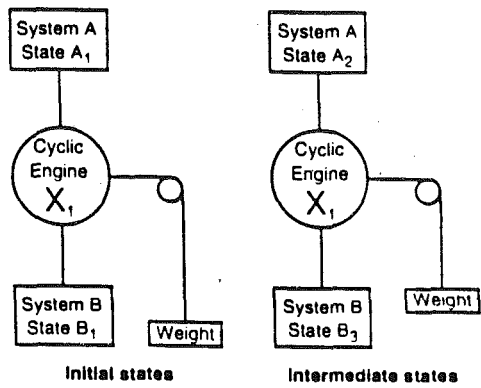 System A
State A₁
Cyclic
Engine
X₁
System B
State B₁
Weight
Initial states
System A
State A₂
Cyclic
Engine
X₁
System B
State B₃
Weight
Intermediate states